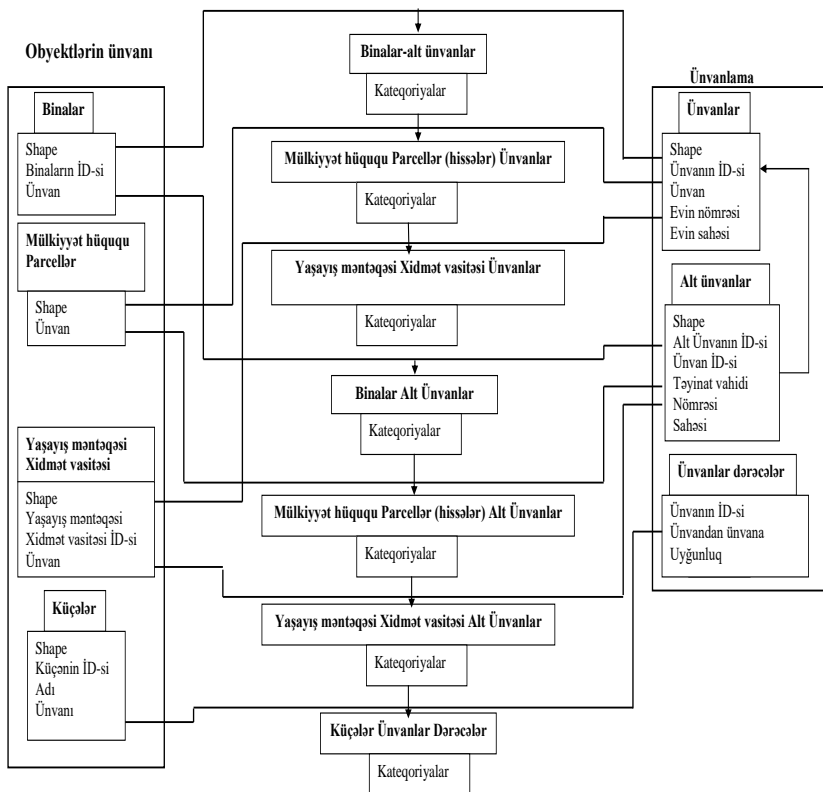 Obyektlərin ünvanı
Binalar
Shape
Binaların İD-si
Ünvan
Mülkiyyət hüququ
Parcellər
Shape
Ünvan
Yaşayış məntəqəsi
Xidmət vasitəsi
Shape
Yaşayış məntəqəsi
Xidmət vasitəsi İD-si
Ünvan
Küçələr
Shape
Küçənin İD-si
Adı
Ünvanı
Binalar-alt ünvanlar
Kateqoriyalar
Mülkiyyət hüququ Parcellər (hissələr) Ünvanlar
Kateqoriyalar
Yaşayış məntəqəsi Xidmət vasitəsi Ünvanlar
Kateqoriyalar
Binalar Alt Ünvanlar
Kateqoriyalar
Mülkiyyət hüququ Parcellər (hissələr) Alt Ünvanlar
Kateqoriyalar
Yaşayış məntəqəsi Xidmət vasitəsi Alt Ünvanlar
Kateqoriyalar
Küçələr Ünvanlar Dərəcələr
Kateqoriyalar
Ünvanlama
Ünvanlar
Shape
Ünvanın İD-si
Ünvan
Evin nömrəsi
Evin sahəsi
Alt ünvanlar
Shape
Alt Ünvanın İD-si
Ünvan İD-si
Təyinat vahidi
Nömrəsi
Sahəsi
Ünvanlar dərəcələr
Ünvanın İD-si
Ünvandan ünvana
Uyğunluq